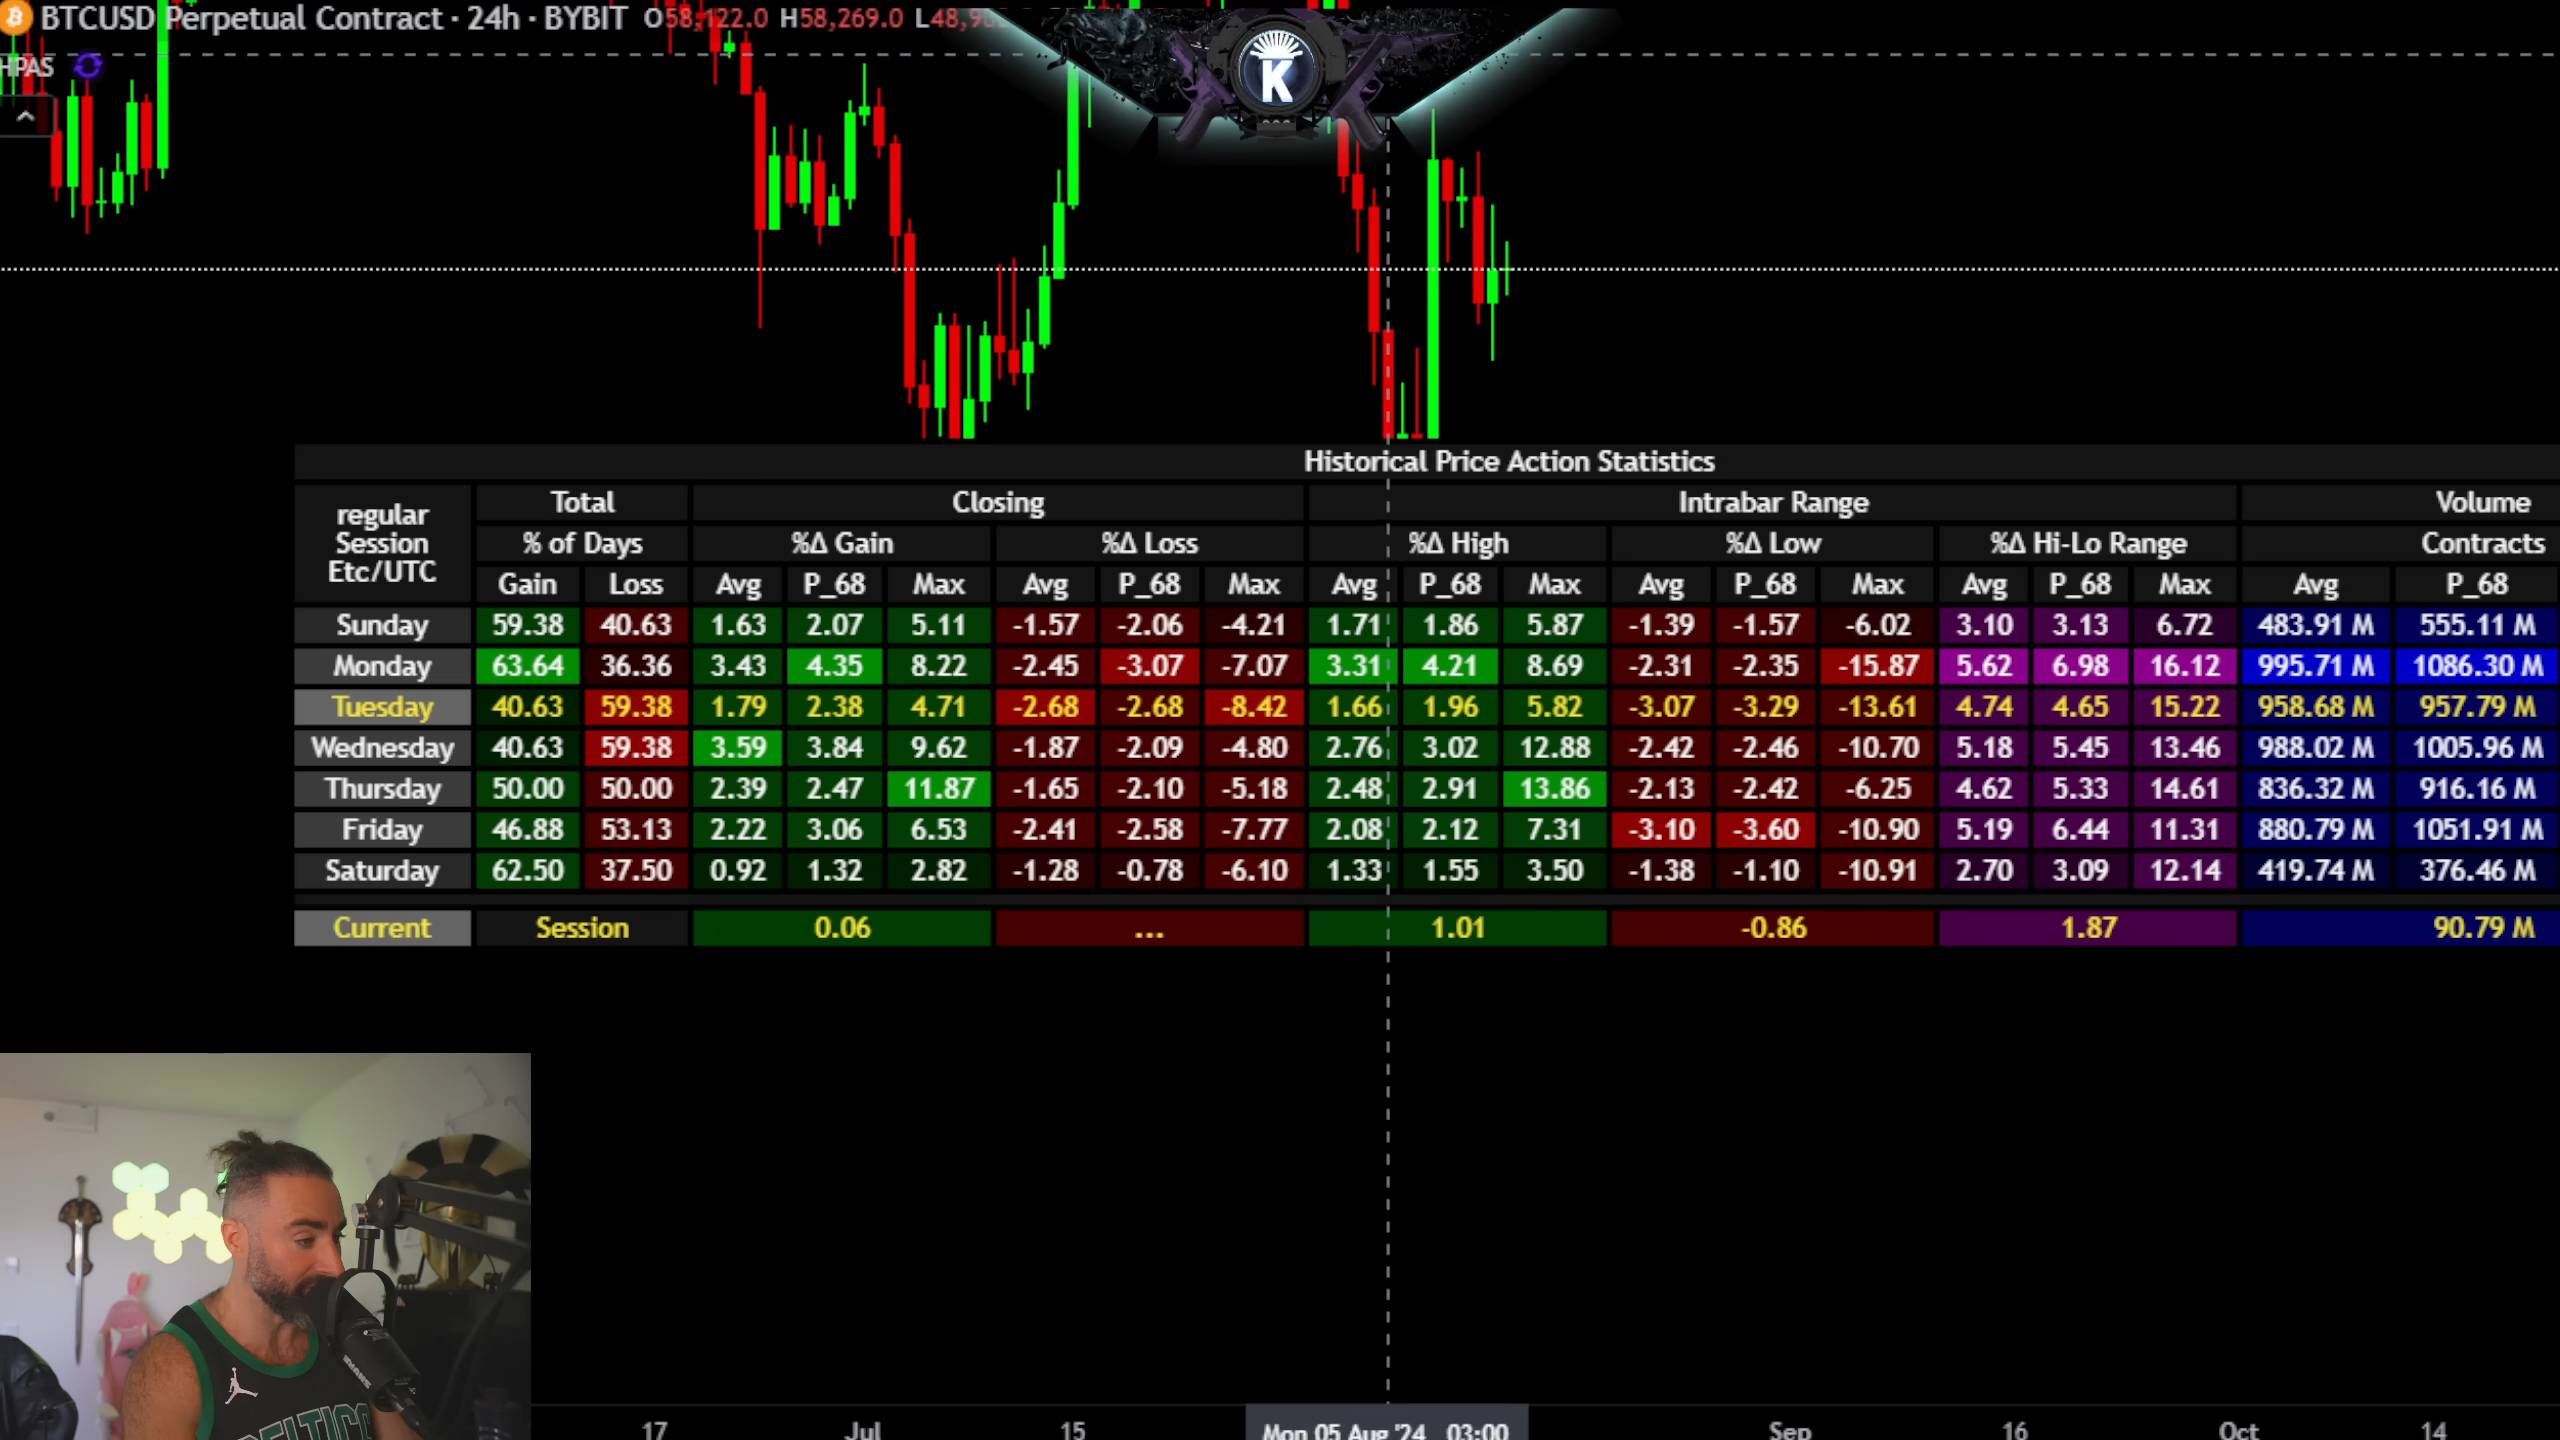 BTCUSD Perpetual Contract · 24h · BYBIT O58,122.0 H58,269.0 L48,9
HPAS
K
Historical Price Action Statistics
regular Session Etc/UTC Total Closing Intrabar Range Volume
% of Days %Δ Gain %Δ Loss %Δ High %Δ Low %Δ Hi-Lo Range Contracts
Gain Loss Avg P_68 Max Avg P_68 Max Avg P_68 Max Avg P_68 Max Avg P_68 Max Avg P_68
Sunday 59.38 40.63 1.63 2.07 5.11 -1.57 -2.06 -4.21 1.71 1.86 5.87 -1.39 -1.57 -6.02 3.10 3.13 6.72 483.91 M 555.11 M
Monday 63.64 36.36 3.43 4.35 8.22 -2.45 -3.07 -7.07 3.31 4.21 8.69 -2.31 -2.35 -15.87 5.62 6.98 16.12 995.71 M 1086.30 M
Tuesday 40.63 59.38 1.79 2.38 4.71 -2.68 -2.68 -8.42 1.66 1.96 5.82 -3.07 -3.29 -13.61 4.74 4.65 15.22 958.68 M 957.79 M
Wednesday 40.63 59.38 3.59 3.84 9.62 -1.87 -2.09 -4.80 2.76 3.02 12.88 -2.42 -2.46 -10.70 5.18 5.45 13.46 988.02 M 1005.96 M
Thursday 50.00 50.00 2.39 2.47 11.87 -1.65 -2.10 -5.18 2.48 2.91 13.86 -2.13 -2.42 -6.25 4.62 5.33 14.61 836.32 M 916.16 M
Friday 46.88 53.13 2.22 3.06 6.53 -2.41 -2.58 -7.77 2.08 2.12 7.31 -3.10 -3.60 -10.90 5.19 6.44 11.31 880.79 M 1051.91 M
Saturday 62.50 37.50 0.92 1.32 2.82 -1.28 -0.78 -6.10 1.33 1.55 3.50 -1.38 -1.10 -10.91 2.70 3.09 12.14 419.74 M 376.46 M
Current Session 0.06 ... 1.01 -0.86 1.87 90.79 M
CELTICS
17 Jul 15 Mon 05 Aug '24 03:00 Sep 16 Oct 14